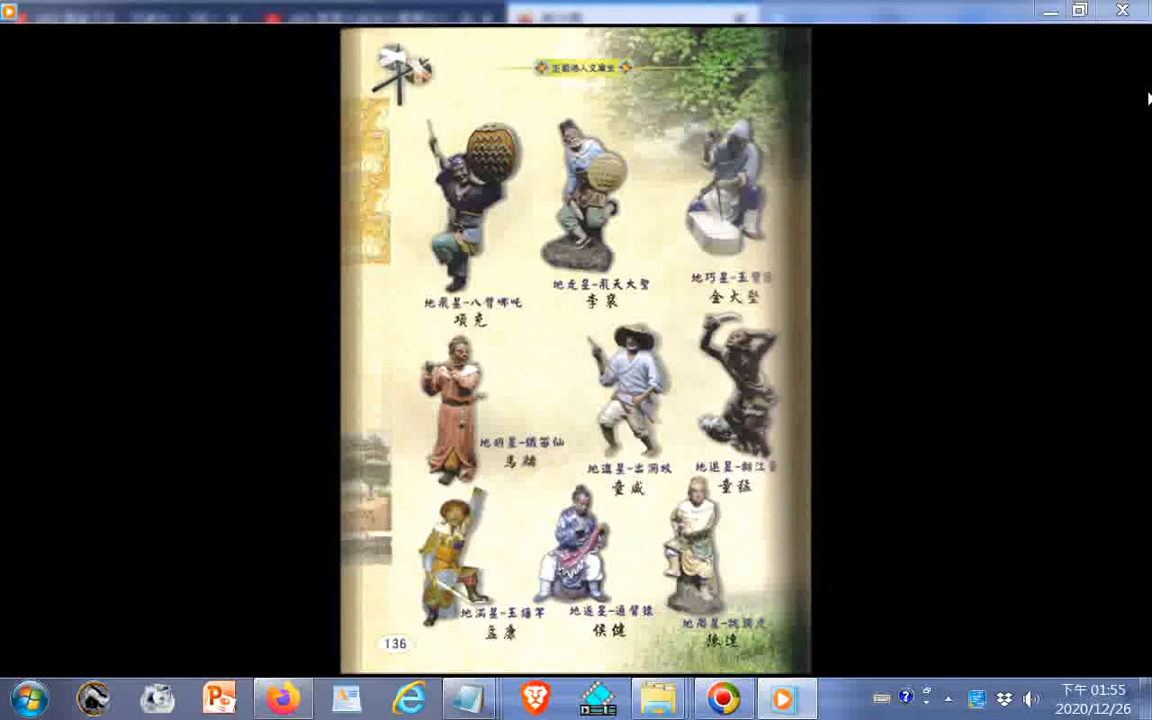 地飛星-八臂哪吒
項充
地走星-飛天大聖
李袞
地巧星-玉臂
金大堅
地明星-鐵笛仙
馬麟
地進星-出洞蛟
童威
地退星-翻江
童猛
地滿星-玉旛竿
孟康
地遂星-通臂猿
侯健
地周星-跳澗虎
陳達
136
下午 01:55
2020/12/26